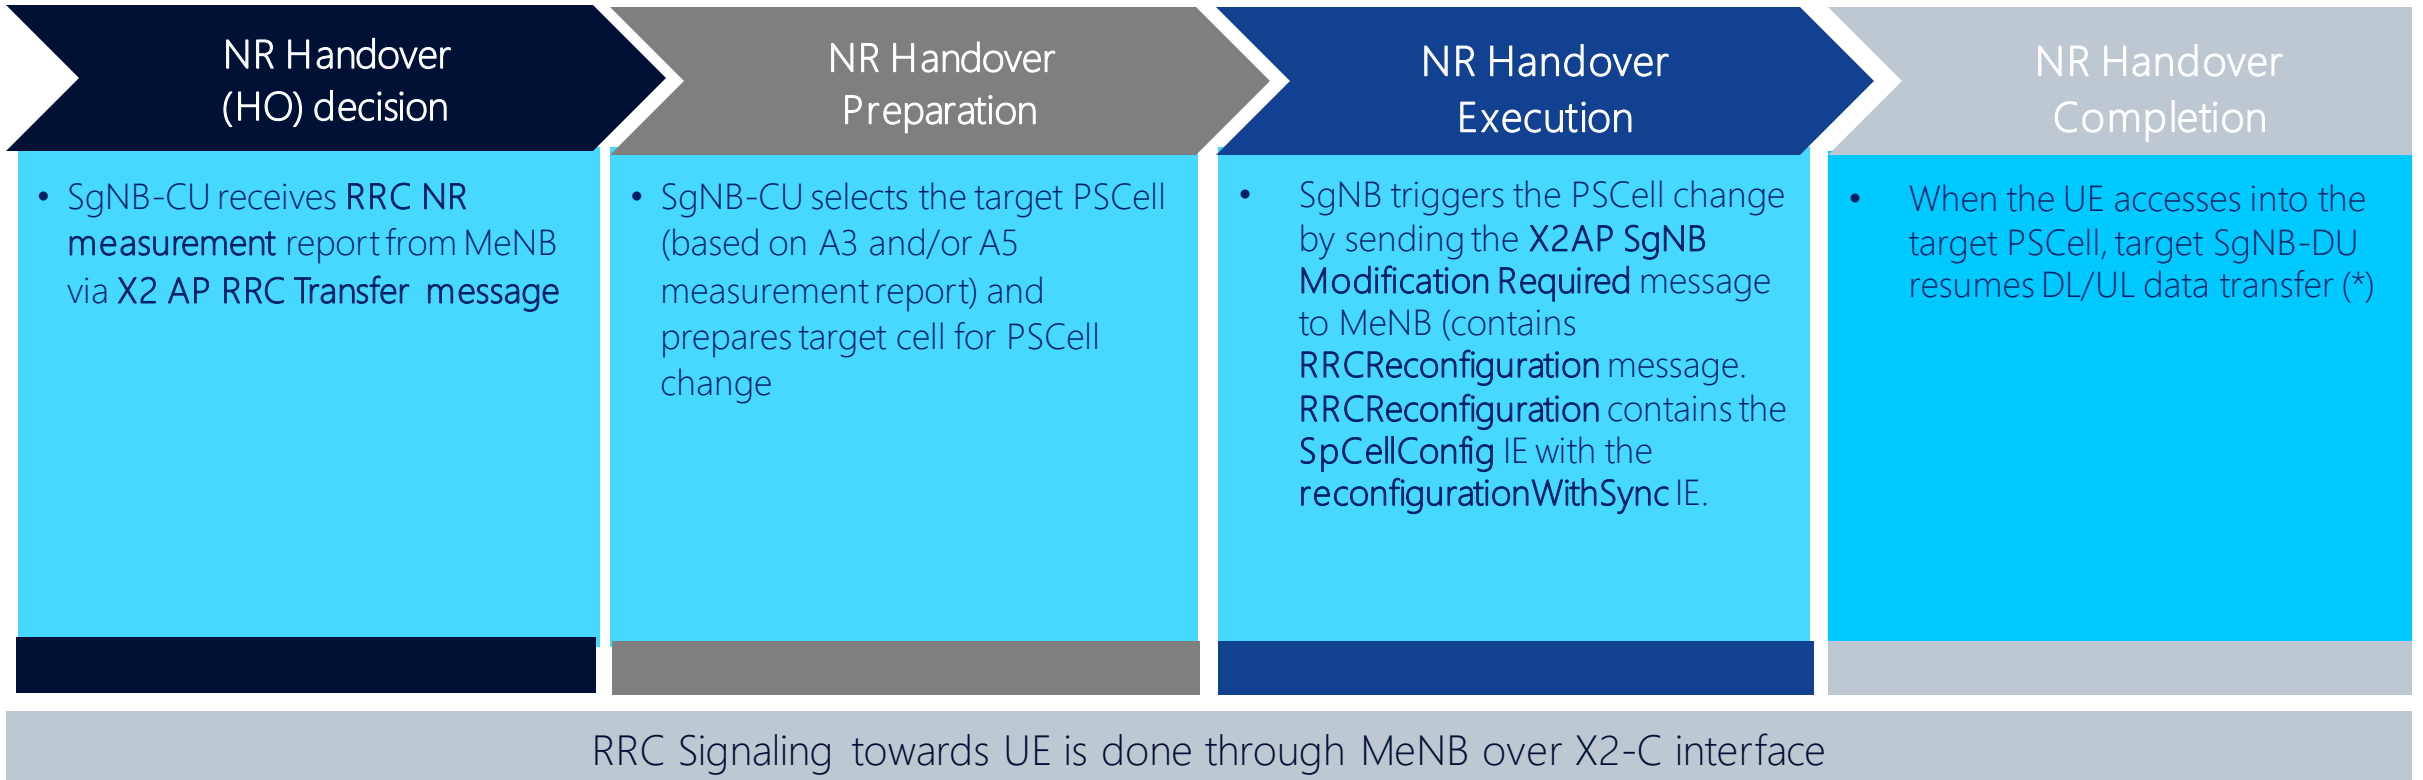 NR Handover
(HO) decision
• SgNB-CU receives RRC NR
measurement report from MeNB
via X2 AP RRC Transfer message
NR Handover
Preparation
• SgNB-CU selects the target PSCell
(based on A3 and/or A5
measurement report) and
prepares target cell for PSCell
change
NR Handover
Execution
• SgNB triggers the PSCell change
by sending the X2AP SgNB
Modification Required message
to MeNB (contains
RRCReconfiguration message.
RRCReconfiguration contains the
SpCellConfig IE with the
reconfigurationWithSync IE.
NR Handover
Completion
• When the UE accesses into the
target PSCell, target SgNB-DU
resumes DL/UL data transfer (*)
RRC Signaling towards UE is done through MeNB over X2-C interface